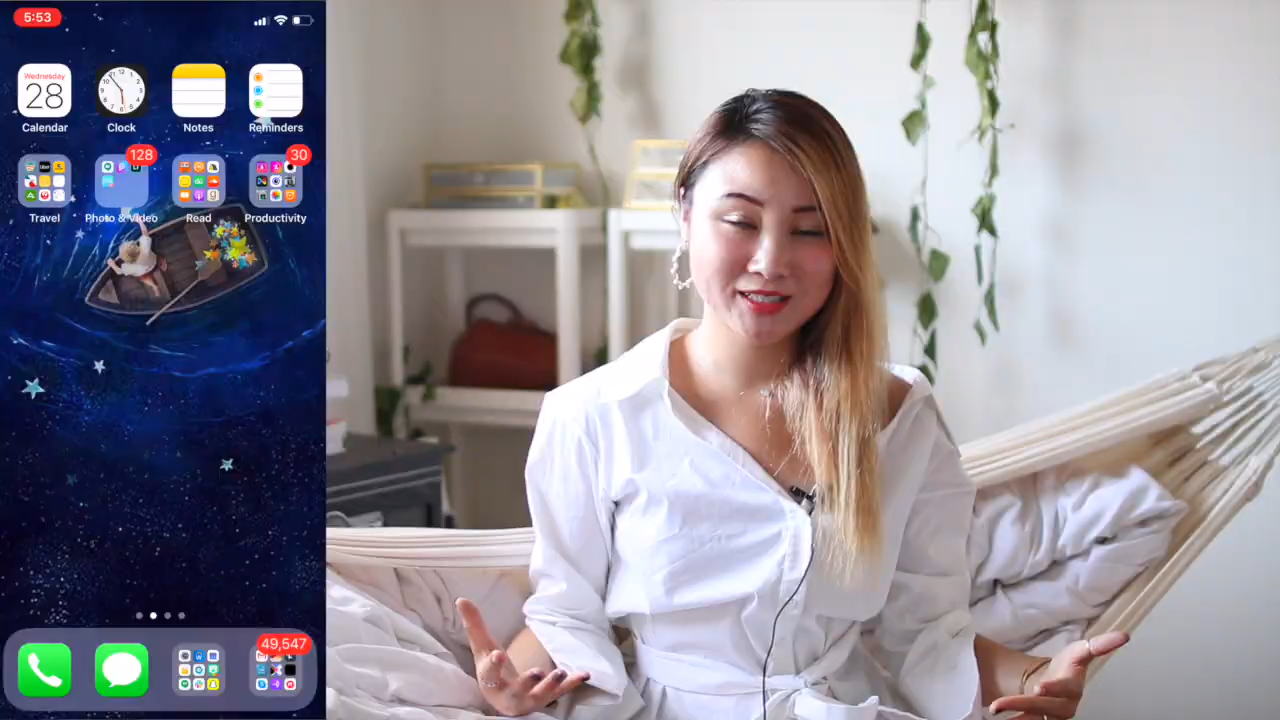 5:53
Wednesday
28
Calendar Clock Notes Reminders
128
30
Travel Photo & Video Read Productivity
49,547